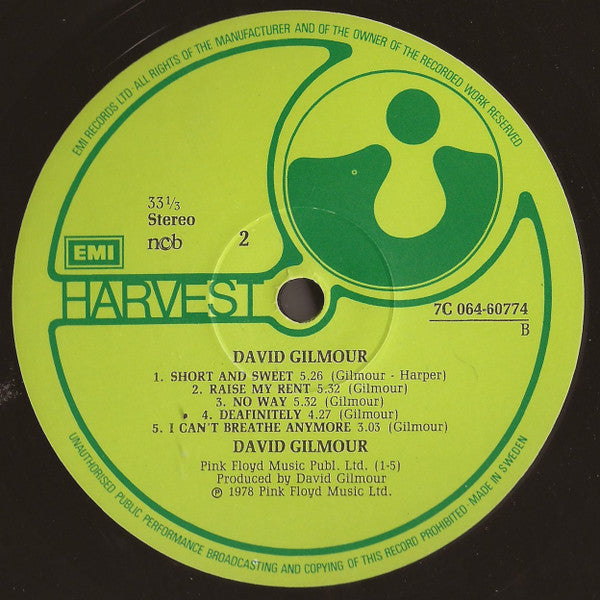 EMI RECORDS LTD · ALL RIGHTS OF THE MANUFACTURER AND OF THE OWNER OF THE RECORDED WORK RESERVED
33 1/3
Stereo
ncb
2
EMI
HARVEST
7C 064-60774
B
DAVID GILMOUR
1. SHORT AND SWEET 5.26 (Gilmour - Harper)
2. RAISE MY RENT 5.32 (Gilmour)
3. NO WAY 5.32 (Gilmour)
4. DEAFINITELY 4.27 (Gilmour)
5. I CAN'T BREATHE ANYMORE 3.03 (Gilmour)
DAVID GILMOUR
Pink Floyd Music Publ. Ltd. (1-5)
Produced by David Gilmour
℗ 1978 Pink Floyd Music Ltd.
UNAUTHORISED PUBLIC PERFORMANCE BROADCASTING AND COPYING OF THIS RECORD PROHIBITED · MADE IN SWEDEN